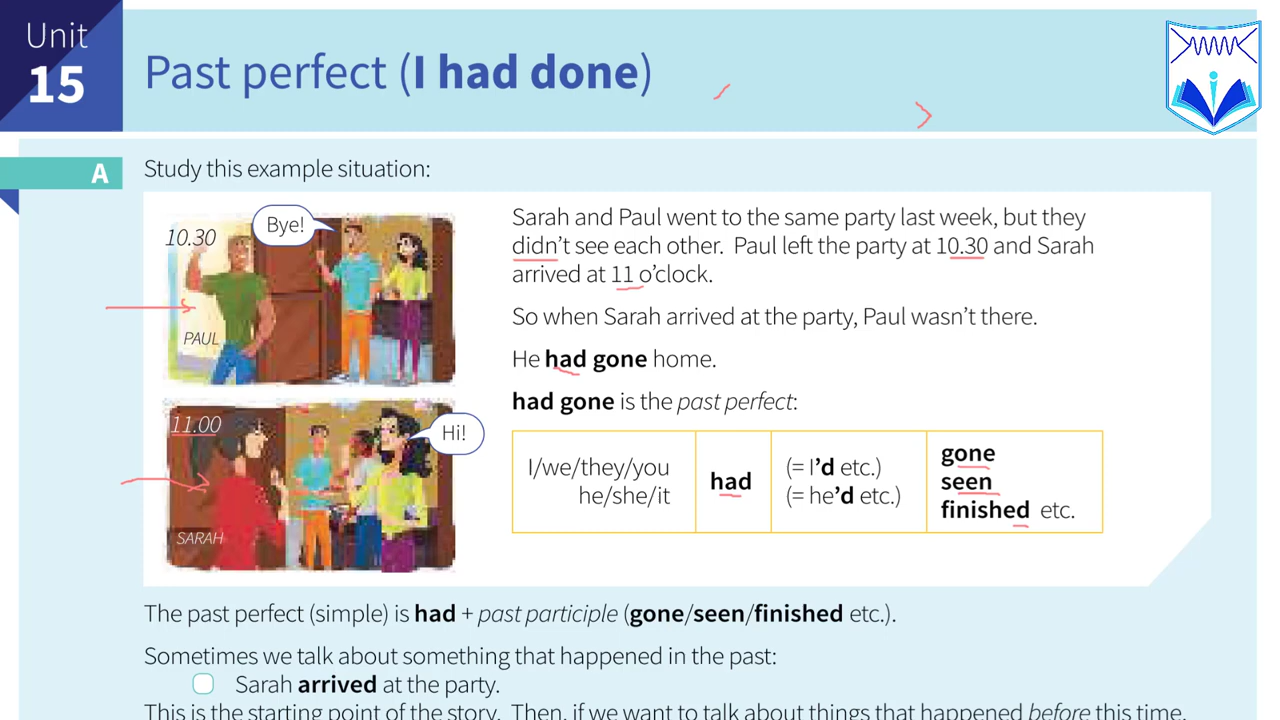 Unit
15
Past perfect (I had done)
A
Study this example situation:
10.30
Bye!
PAUL
11.00
Hi!
SARAH
Sarah and Paul went to the same party last week, but they
didn't see each other. Paul left the party at 10.30 and Sarah
arrived at 11 o'clock.
So when Sarah arrived at the party, Paul wasn't there.
He had gone home.
had gone is the past perfect:
I/we/they/you
he/she/it
had
(= I'd etc.)
(= he'd etc.)
gone
seen
finished etc.
The past perfect (simple) is had + past participle (gone/seen/finished etc.).
Sometimes we talk about something that happened in the past:
Sarah arrived at the party.
This is the starting point of the story. Then, if we want to talk about things that happened before this time,